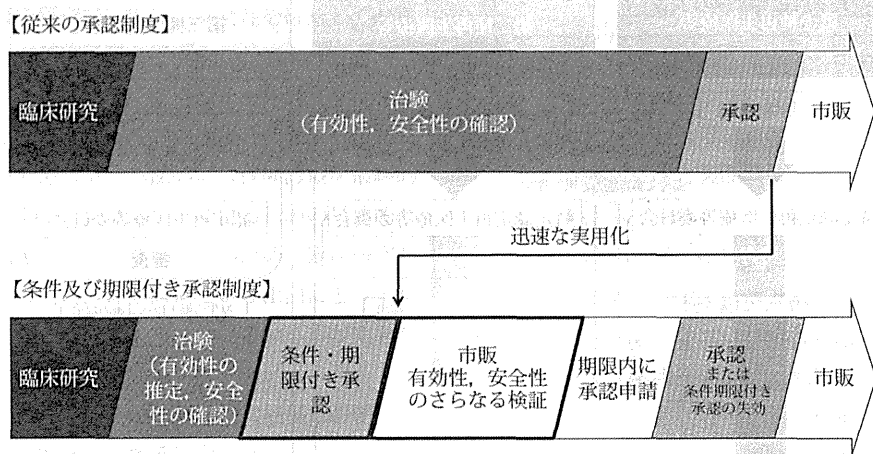 【従来の承認制度】
臨床研究
治験
（有効性，安全性の確認）
承認
市販
迅速な実用化
【条件及び期限付き承認制度】
臨床研究
治験
（有効性の
推定，安全
性の確認）
条件・期
限付き承
認
市販
有効性，安全性
のさらなる検証
期限内に
承認申請
承認
または
条件期限付き
承認の失効
市販